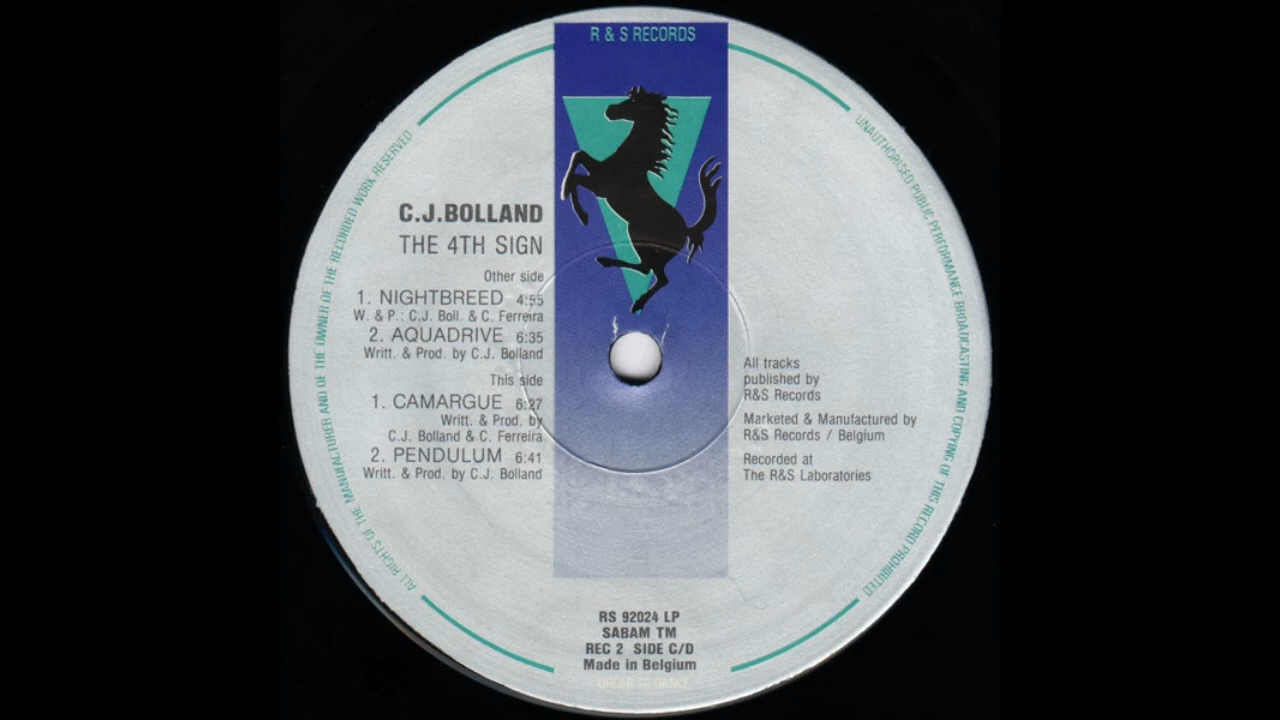 R & S RECORDS
C.J.BOLLAND
THE 4TH SIGN
Other side
1. NIGHTBREED 4:55
W. & P.: C.J. Boll. & C. Ferreira
2. AQUADRIVE 6:35
Writt. & Prod. by C.J. Bolland
This side
1. CAMARGUE 6:27
Writt. & Prod. by
C.J. Bolland & C. Ferreira
2. PENDULUM 6:41
Writt. & Prod. by C.J. Bolland
All tracks
published by
R&S Records
Marketed & Manufactured by
R&S Records / Belgium
Recorded at
The R&S Laboratories
RS 92024 LP
SABAM TM
REC 2 SIDE C/D
Made in Belgium
ORDER TO DANCE
ALL RIGHTS OF THE MANUFACTURER AND OF THE OWNER OF THE RECORDED WORK RESERVED
UNAUTHORISED PUBLIC PERFORMANCE BROADCASTING AND COPYING OF THIS RECORD PROHIBITED